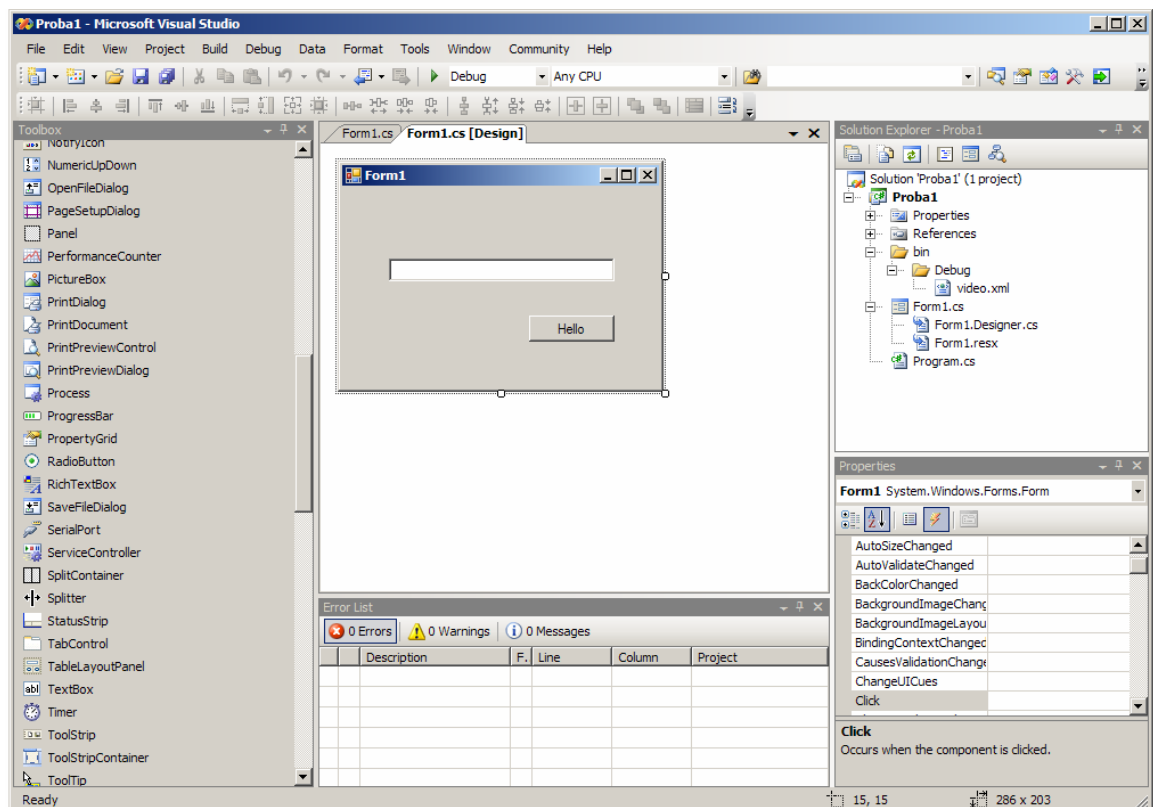 Proba1 - Microsoft Visual Studio
File Edit View Project Build Debug Data Format Tools Window Community Help
Debug Any CPU
Toolbox
NotifyIcon
NumericUpDown
OpenFileDialog
PageSetupDialog
Panel
PerformanceCounter
PictureBox
PrintDialog
PrintDocument
PrintPreviewControl
PrintPreviewDialog
Process
ProgressBar
PropertyGrid
RadioButton
RichTextBox
SaveFileDialog
SerialPort
ServiceController
SplitContainer
Splitter
StatusStrip
TabControl
TableLayoutPanel
TextBox
Timer
ToolStrip
ToolStripContainer
ToolTip
Form1.cs Form1.cs [Design]
Form1
Hello
Error List
0 Errors 0 Warnings 0 Messages
Description F. Line Column Project
Solution Explorer - Proba1
Solution 'Proba1' (1 project)
Proba1
Properties
References
bin
Debug
video.xml
Form1.cs
Form1.Designer.cs
Form1.resx
Program.cs
Properties
Form1 System.Windows.Forms.Form
AutoSizeChanged
AutoValidateChanged
BackColorChanged
BackgroundImageChang
BackgroundImageLayou
BindingContextChanged
CausesValidationChange
ChangeUICues
Click
Click
Occurs when the component is clicked.
Ready 15, 15 286 x 203